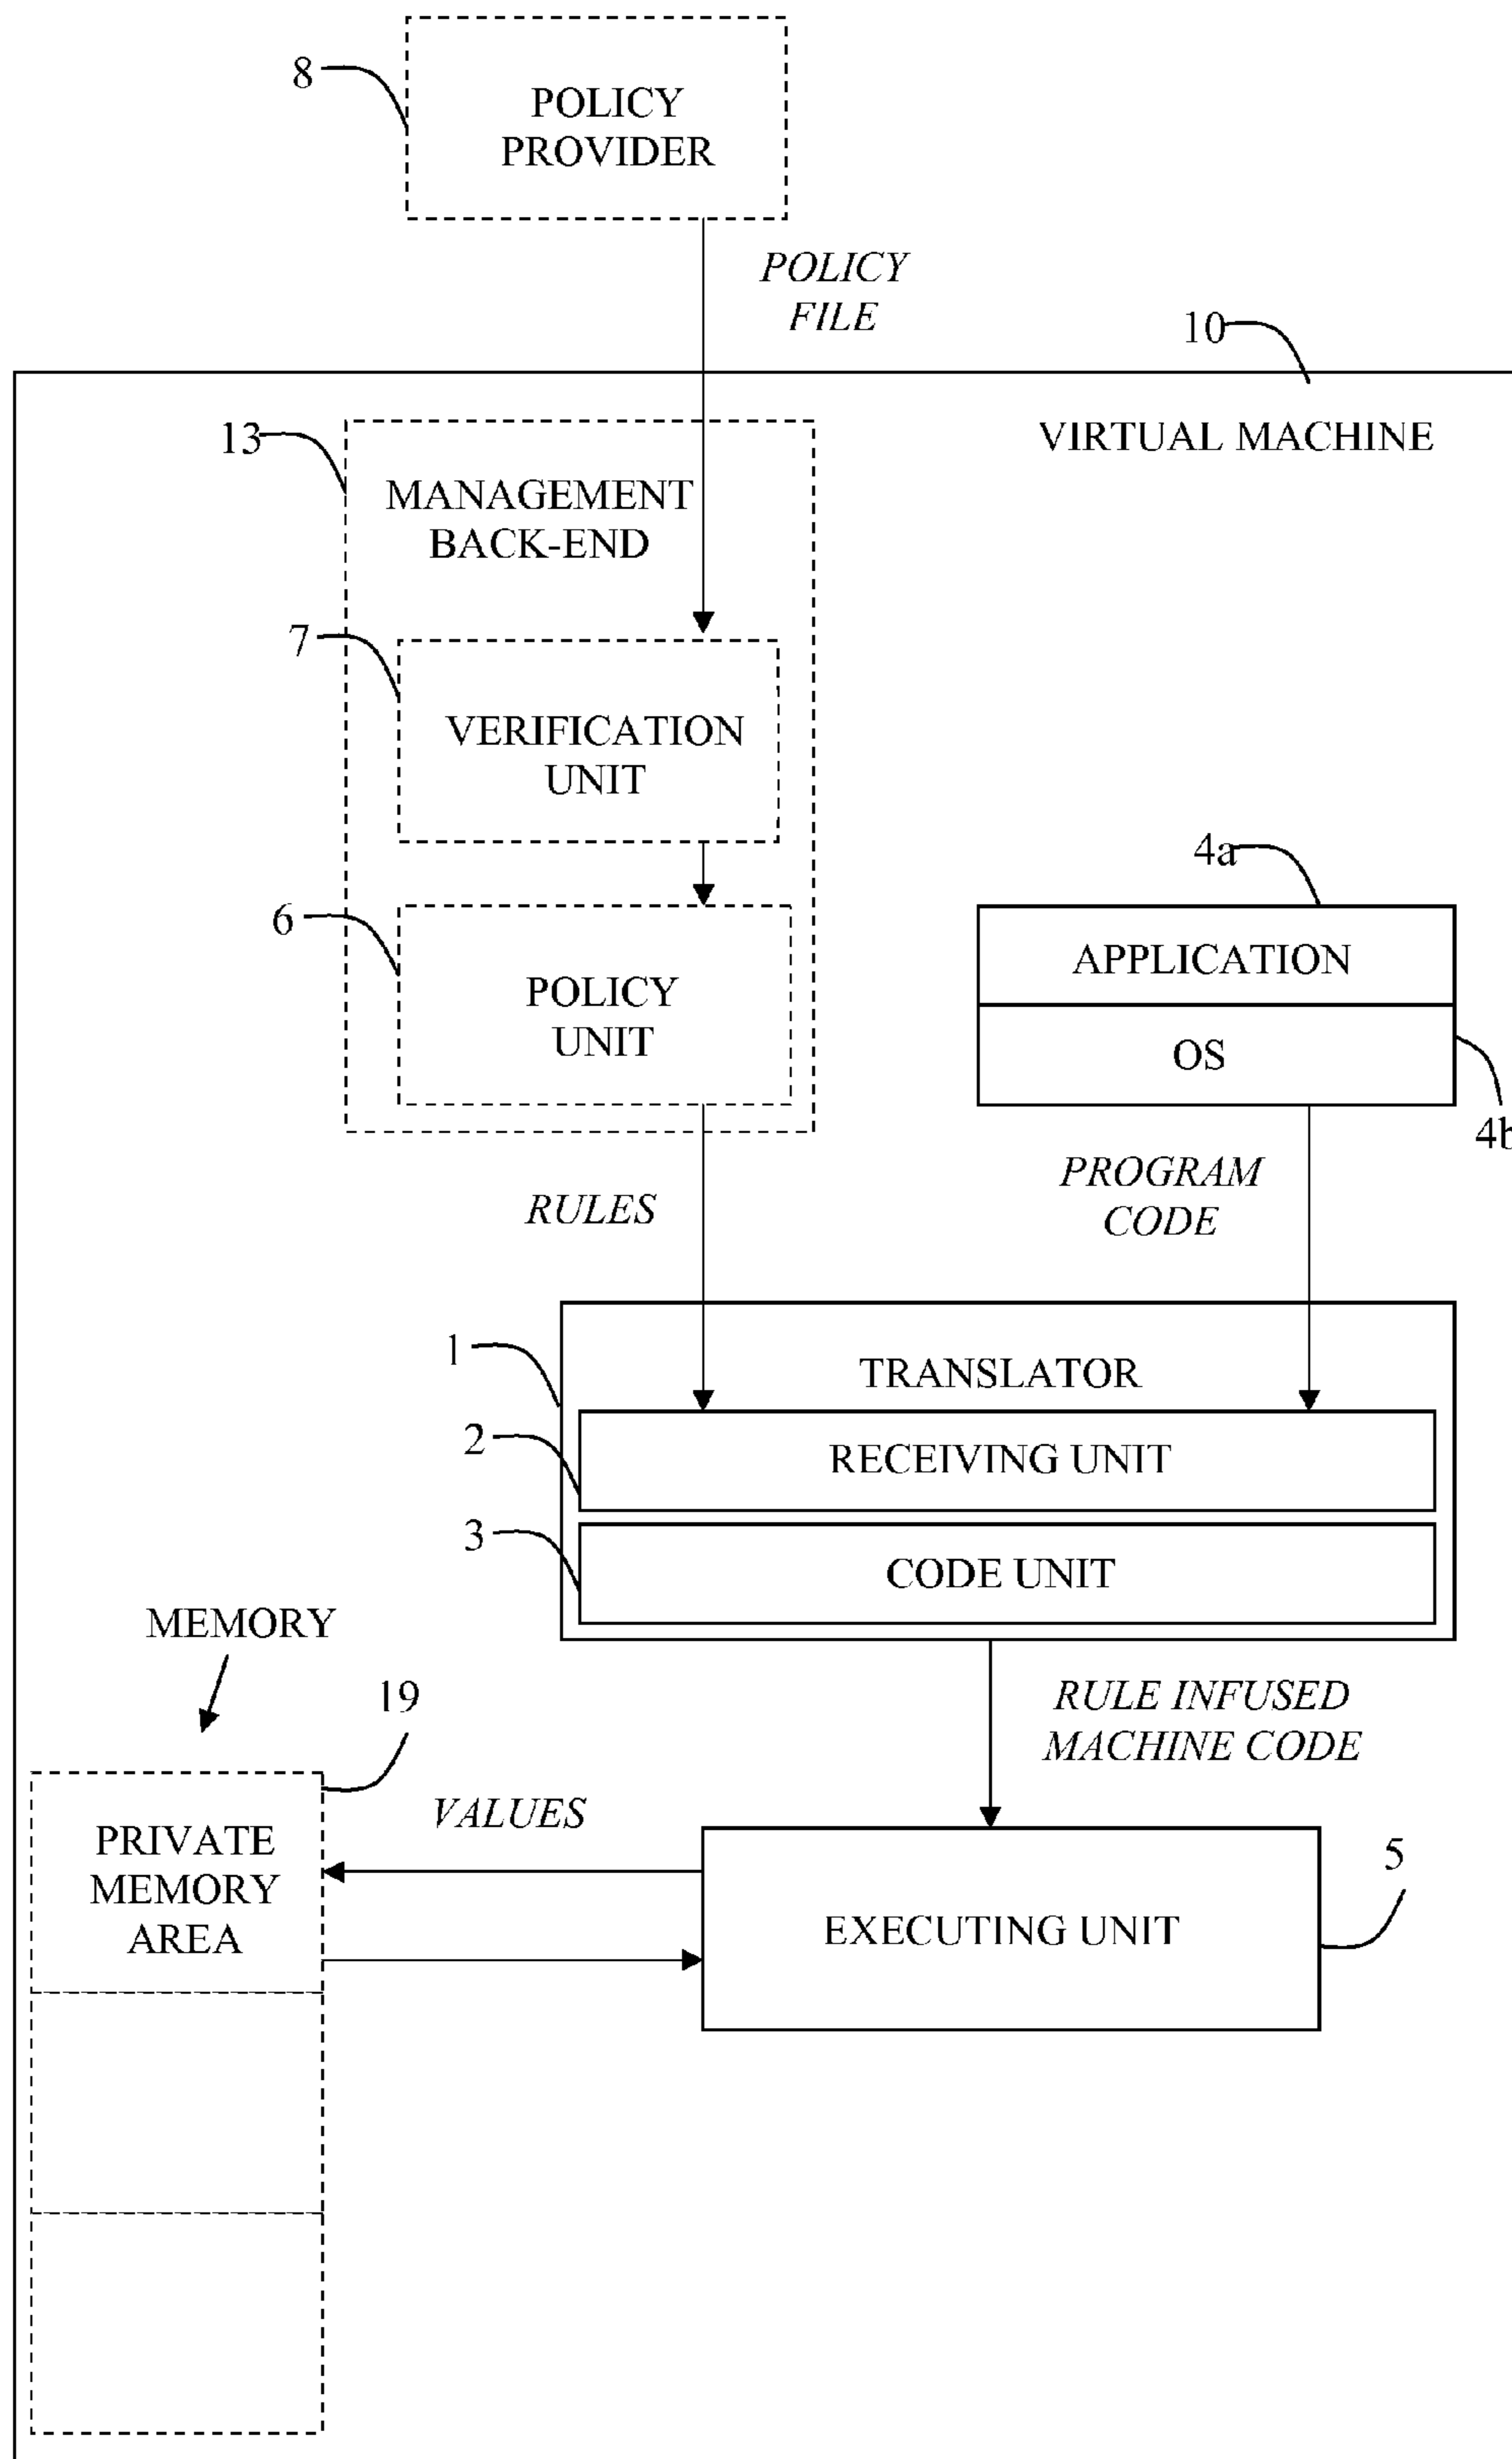 8
POLICY
PROVIDER
POLICY
FILE
10
VIRTUAL MACHINE
13
MANAGEMENT
BACK-END
7
VERIFICATION
UNIT
4a
6
APPLICATION
POLICY
UNIT
OS
4b
PROGRAM
CODE
RULES
1
TRANSLATOR
2
RECEIVING UNIT
3
CODE UNIT
MEMORY
19
RULE INFUSED
MACHINE CODE
VALUES
PRIVATE
MEMORY
AREA
5
EXECUTING UNIT